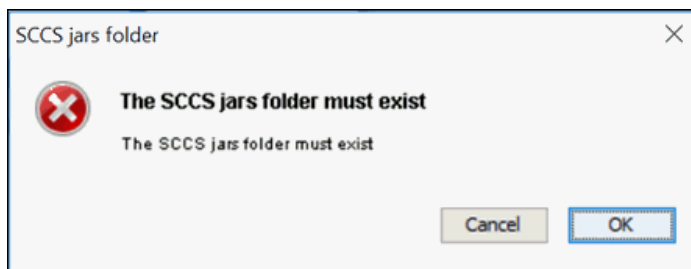 SCCS jars folder
The SCCS jars folder must exist
The SCCS jars folder must exist
Cancel OK